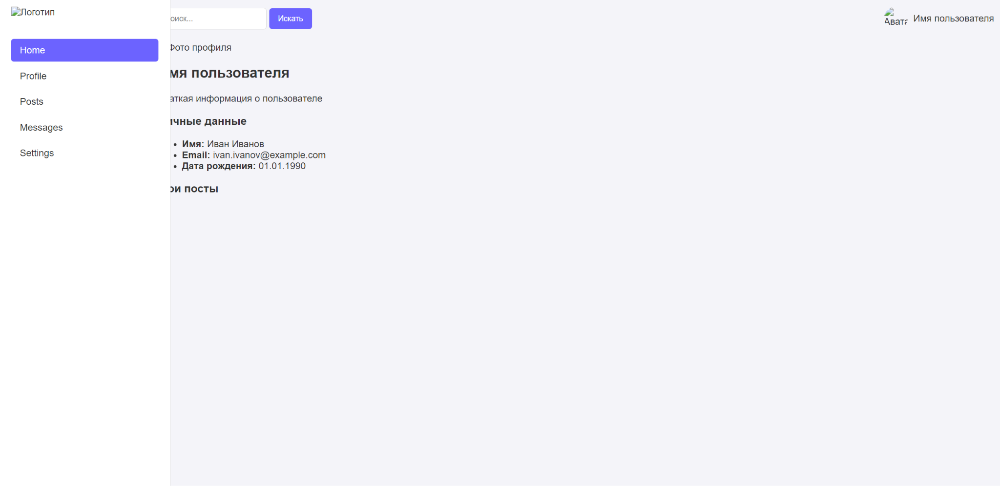 Логотип
оиск...
Искать
Авата
Имя пользователя
Home
Profile
Posts
Messages
Settings
Фото профиля
мя пользователя
аткая информация о пользователе
ичные данные
Имя: Иван Иванов
Email: ivan.ivanov@example.com
Дата рождения: 01.01.1990
ои посты